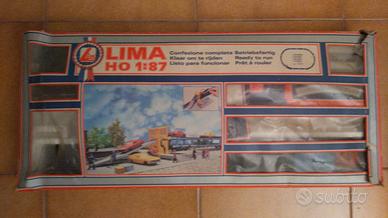 LIMA
HO 1:87
Confezione completa Betriebsfertig
Klaar om te rijden Ready to run
Listo para funcionar Prêt à rouler
subito